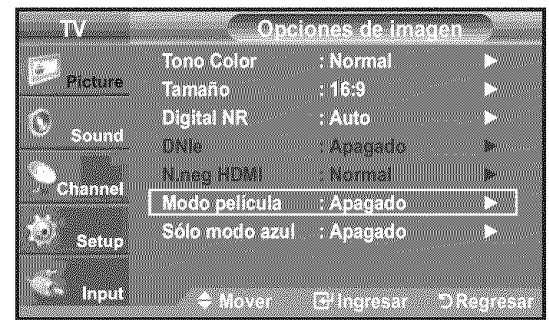 TV Opciones de imagen
Picture
Sound
Channel
Setup
Input
Tono Color : Normal
Tamaño : 16:9
Digital NR : Auto
DNIe : Apagado
N.neg HDMI : Normal
Modo película : Apagado
Sólo modo azul : Apagado
Mover Ingresar Regresar